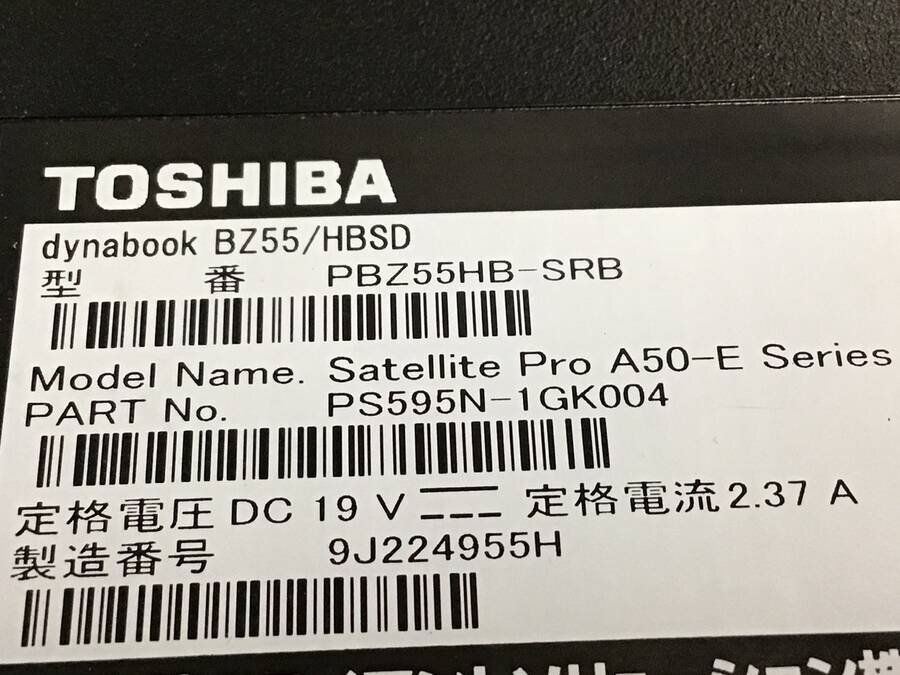 TOSHIBA
dynabook BZ55/HBSD
型 番 PBZ55HB-SRB
Model Name. Satellite Pro A50-E Series
PART No. PS595N-1GK004
定格電圧 DC 19 V 定格電流 2.37 A
製造番号 9J224955H